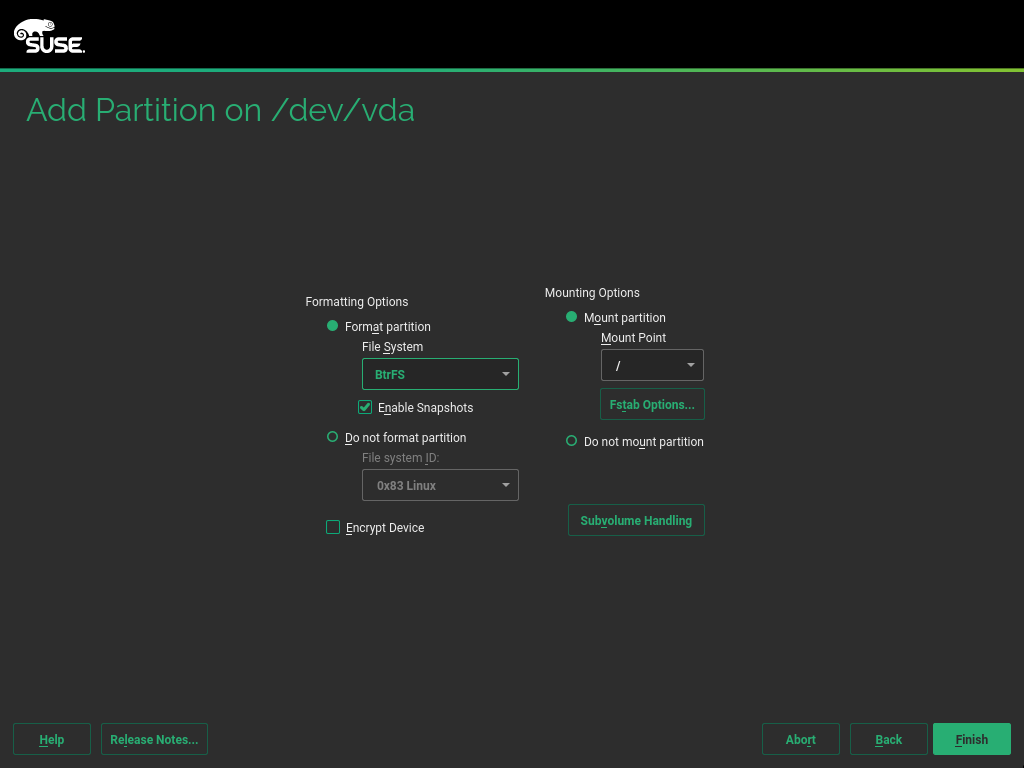 SUSE.
Add Partition on /dev/vda
Formatting Options
Format partition
File System
BtrFS
Enable Snapshots
Do not format partition
File system ID:
0x83 Linux
Encrypt Device
Mounting Options
Mount partition
Mount Point
/
Fstab Options...
Do not mount partition
Subvolume Handling
Help
Release Notes...
Abort
Back
Finish